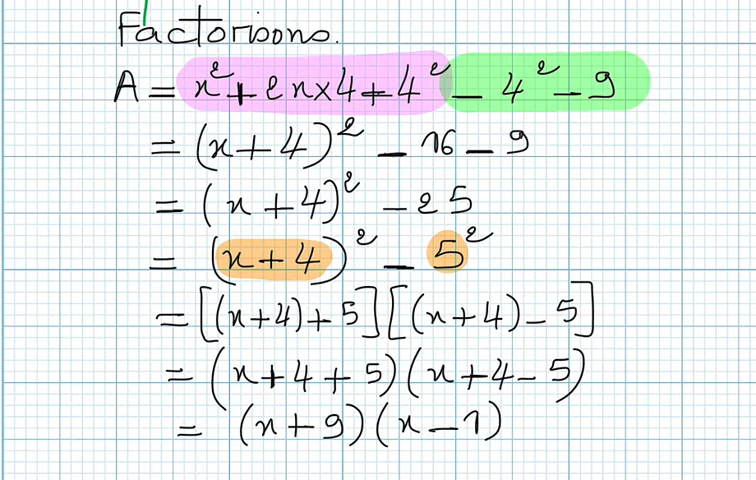 Factorisons.
A = x² + 2x×4 + 4² - 4² - 9
= (x + 4)² - 16 - 9
= (x + 4)² - 25
= (x + 4)² - 5²
= [(x+4)+5][(x+4)-5]
= (x+4+5)(x+4-5)
= (x+9)(x-1)